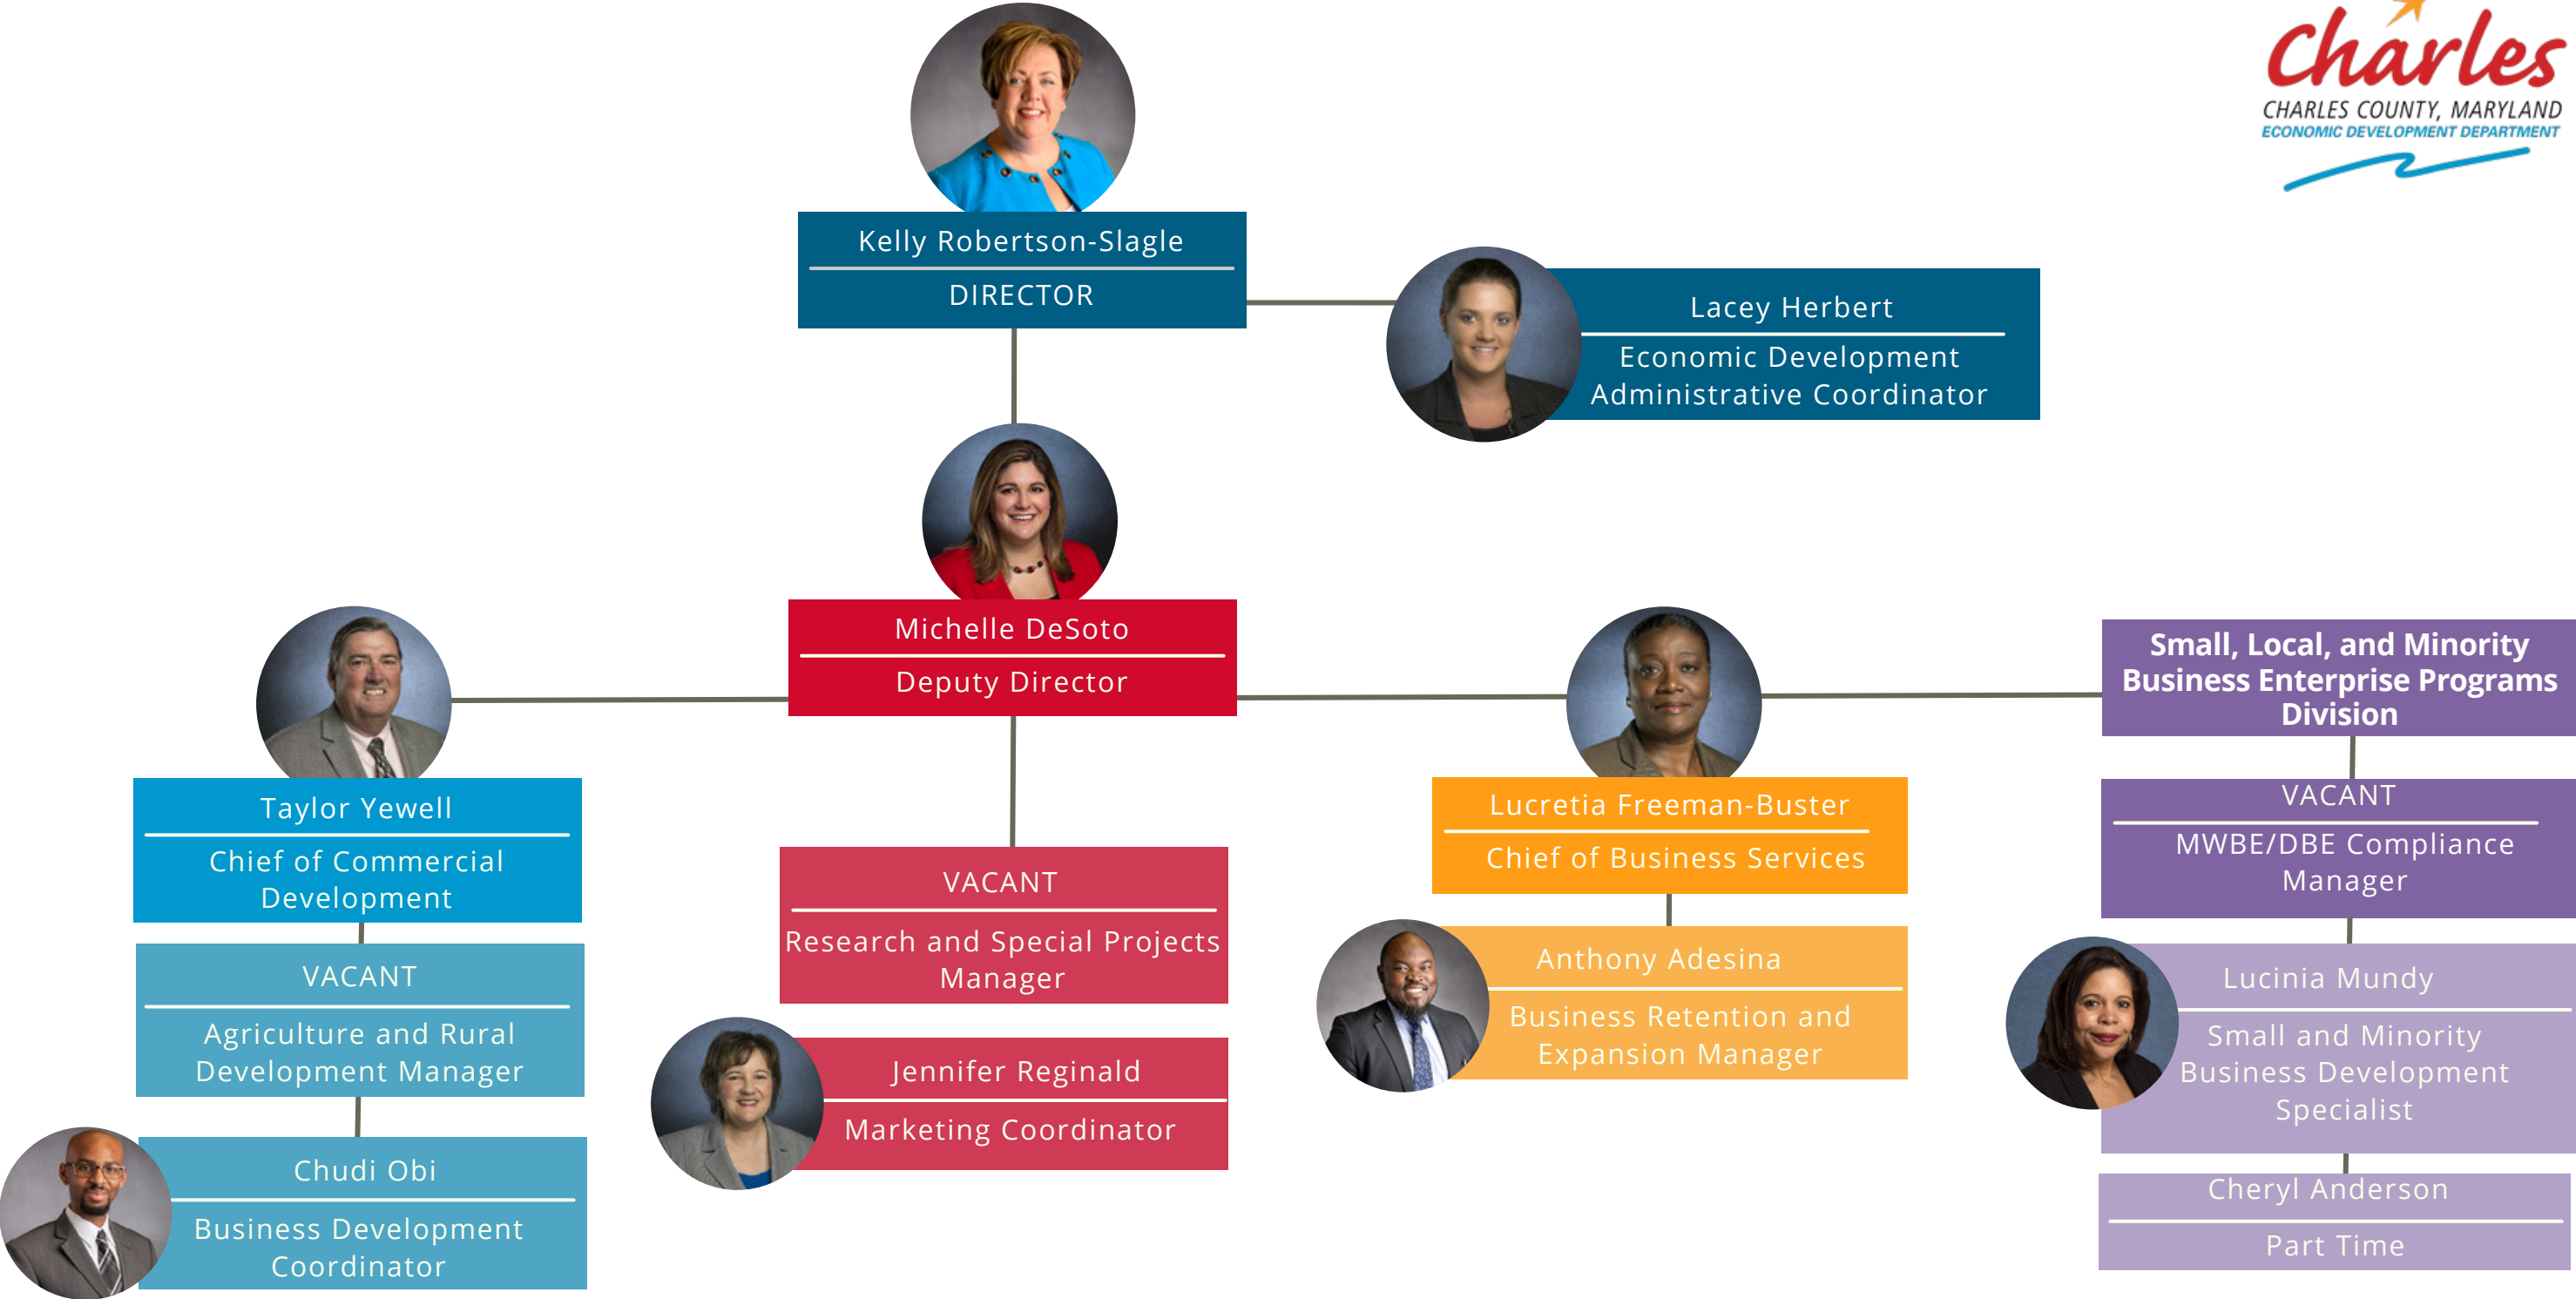 Charles
CHARLES COUNTY, MARYLAND
ECONOMIC DEVELOPMENT DEPARTMENT
Kelly Robertson-Slagle
DIRECTOR
Lacey Herbert
Economic Development
Administrative Coordinator
Michelle DeSoto
Deputy Director
Small, Local, and Minority
Business Enterprise Programs
Division
Taylor Yewell
Chief of Commercial
Development
VACANT
Agriculture and Rural
Development Manager
Chudi Obi
Business Development
Coordinator
VACANT
Research and Special Projects
Manager
Jennifer Reginald
Marketing Coordinator
Lucretia Freeman-Buster
Chief of Business Services
Anthony Adesina
Business Retention and
Expansion Manager
VACANT
MWBE/DBE Compliance
Manager
Lucinia Mundy
Small and Minority
Business Development
Specialist
Cheryl Anderson
Part Time